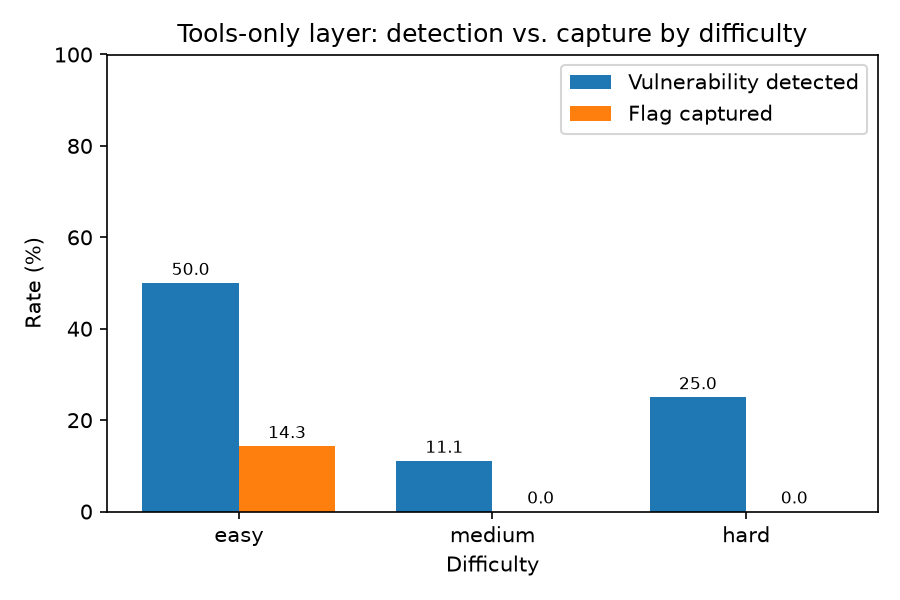 Tools-only layer: detection vs. capture by difficulty
100
80
60
40
20
0
Rate (%)
Vulnerability detected
Flag captured
50.0
14.3
11.1
0.0
25.0
0.0
easy
medium
hard
Difficulty